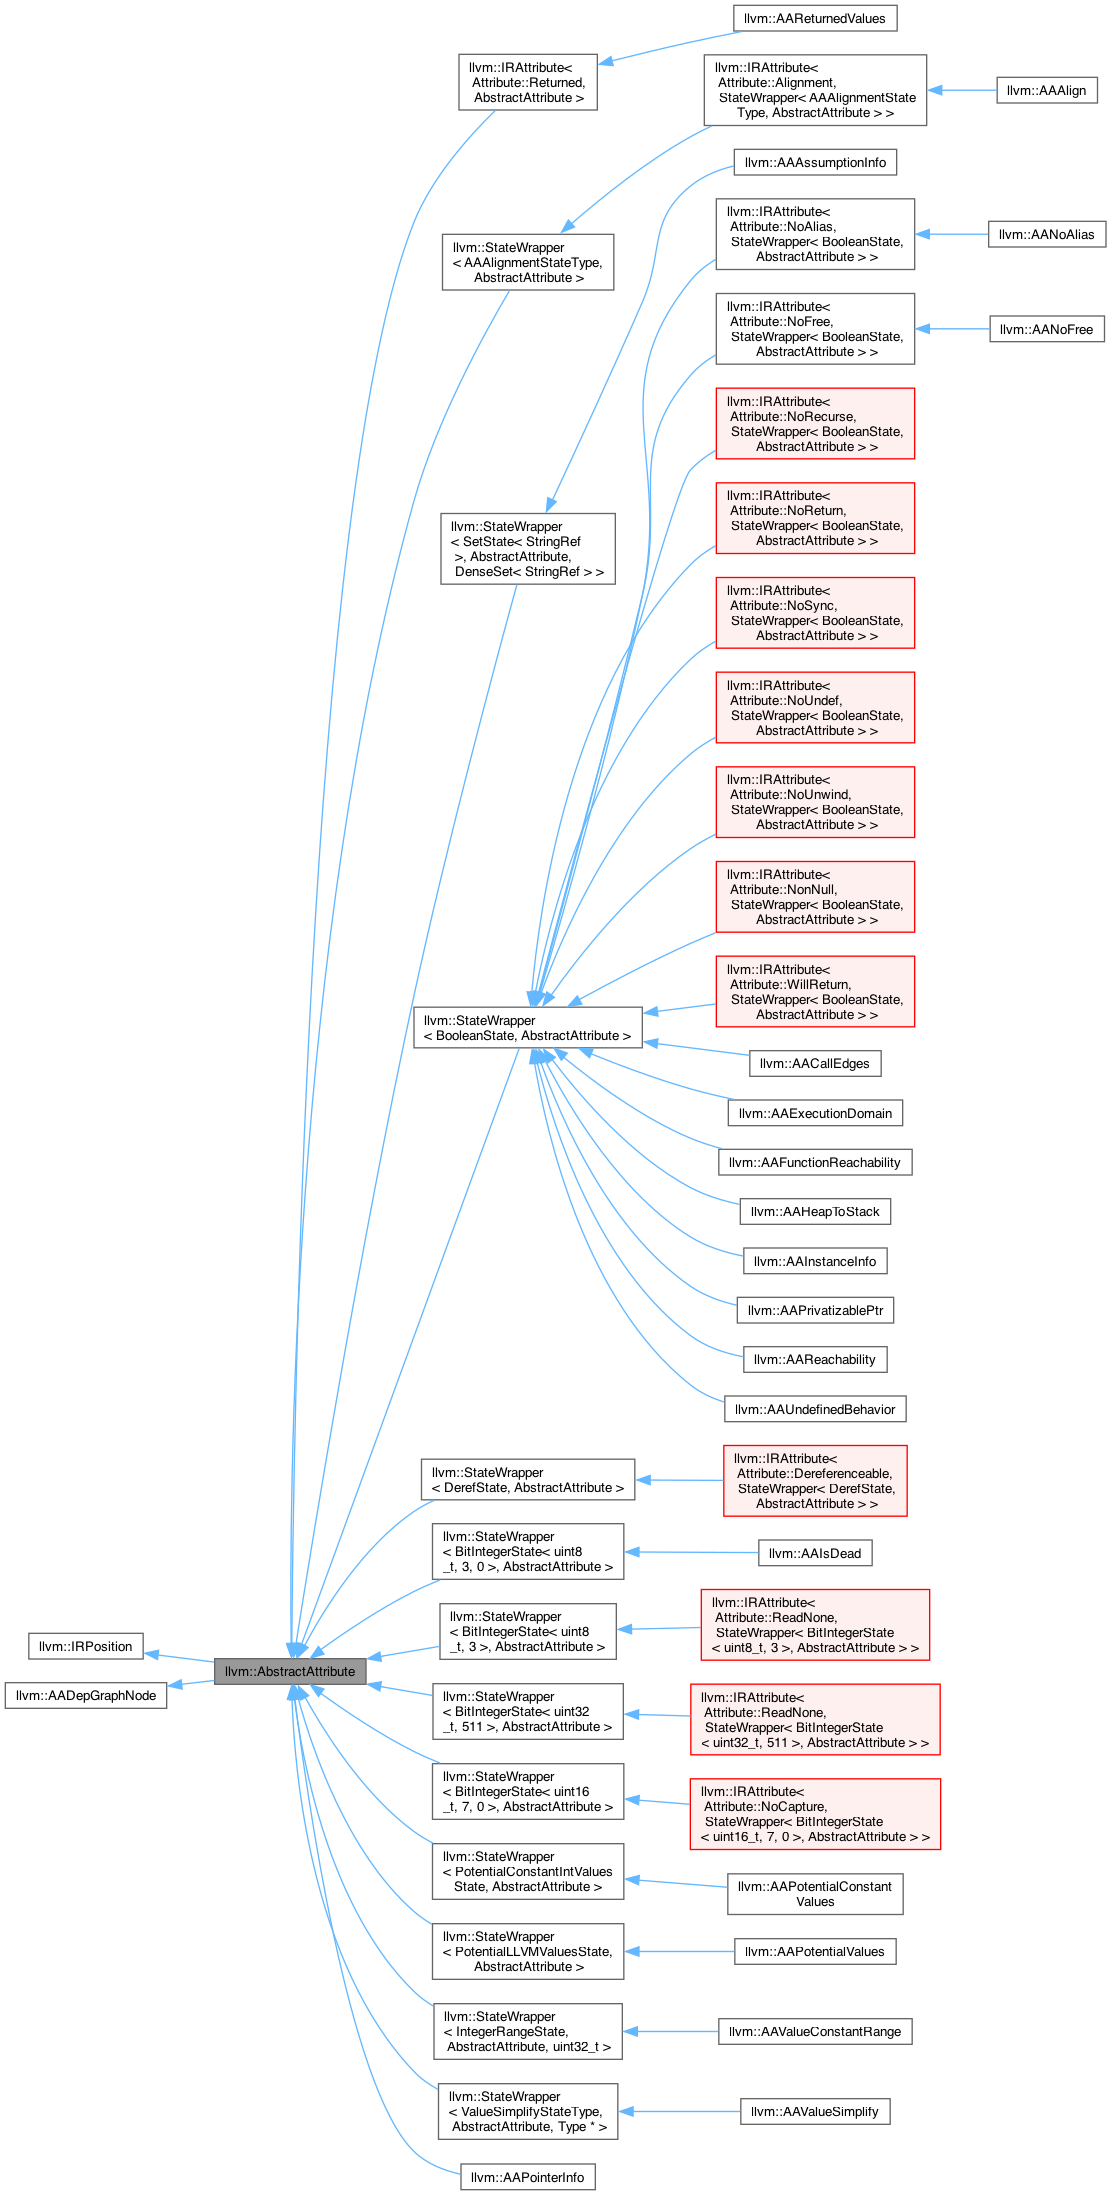 llvm::AAReturnedValues
llvm::IRAttribute<
Attribute::Returned,
AbstractAttribute >
llvm::IRAttribute<
Attribute::Alignment,
StateWrapper< AAAlignmentState
Type, AbstractAttribute > >
llvm::AAAlign
llvm::AAAssumptionInfo
llvm::IRAttribute<
Attribute::NoAlias,
StateWrapper< BooleanState,
AbstractAttribute > >
llvm::AANoAlias
llvm::StateWrapper
< AAAlignmentStateType,
AbstractAttribute >
llvm::IRAttribute<
Attribute::NoFree,
StateWrapper< BooleanState,
AbstractAttribute > >
llvm::AANoFree
llvm::IRAttribute<
Attribute::NoRecurse,
StateWrapper< BooleanState,
AbstractAttribute > >
llvm::IRAttribute<
Attribute::NoReturn,
StateWrapper< BooleanState,
AbstractAttribute > >
llvm::StateWrapper
< SetState< StringRef
>, AbstractAttribute,
DenseSet< StringRef > >
llvm::IRAttribute<
Attribute::NoSync,
StateWrapper< BooleanState,
AbstractAttribute > >
llvm::IRAttribute<
Attribute::NoUndef,
StateWrapper< BooleanState,
AbstractAttribute > >
llvm::IRAttribute<
Attribute::NoUnwind,
StateWrapper< BooleanState,
AbstractAttribute > >
llvm::IRAttribute<
Attribute::NonNull,
StateWrapper< BooleanState,
AbstractAttribute > >
llvm::IRAttribute<
Attribute::WillReturn,
StateWrapper< BooleanState,
AbstractAttribute > >
llvm::StateWrapper
< BooleanState, AbstractAttribute >
llvm::AACallEdges
llvm::AAExecutionDomain
llvm::AAFunctionReachability
llvm::AAHeapToStack
llvm::AAInstanceInfo
llvm::AAPrivatizablePtr
llvm::AAReachability
llvm::AAUndefinedBehavior
llvm::StateWrapper
< DerefState, AbstractAttribute >
llvm::IRAttribute<
Attribute::Dereferenceable,
StateWrapper< DerefState,
AbstractAttribute > >
llvm::StateWrapper
< BitIntegerState< uint8
_t, 3, 0 >, AbstractAttribute >
llvm::AAIsDead
llvm::StateWrapper
< BitIntegerState< uint8
_t, 3 >, AbstractAttribute >
llvm::IRAttribute<
Attribute::ReadNone,
StateWrapper< BitIntegerState
< uint8_t, 3 >, AbstractAttribute > >
llvm::IRPosition
llvm::AbstractAttribute
llvm::AADepGraphNode
llvm::StateWrapper
< BitIntegerState< uint32
_t, 511 >, AbstractAttribute >
llvm::IRAttribute<
Attribute::ReadNone,
StateWrapper< BitIntegerState
< uint32_t, 511 >, AbstractAttribute > >
llvm::StateWrapper
< BitIntegerState< uint16
_t, 7, 0 >, AbstractAttribute >
llvm::IRAttribute<
Attribute::NoCapture,
StateWrapper< BitIntegerState
< uint16_t, 7, 0 >, AbstractAttribute > >
llvm::StateWrapper
< PotentialConstantIntValues
State, AbstractAttribute >
llvm::AAPotentialConstant
Values
llvm::StateWrapper
< PotentialLLVMValuesState,
AbstractAttribute >
llvm::AAPotentialValues
llvm::StateWrapper
< IntegerRangeState,
AbstractAttribute, uint32_t >
llvm::AAValueConstantRange
llvm::StateWrapper
< ValueSimplifyStateType,
AbstractAttribute, Type * >
llvm::AAValueSimplify
llvm::AAPointerInfo